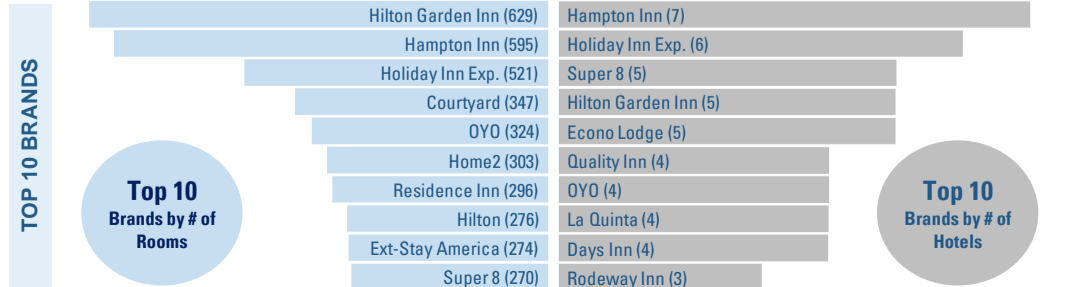 TOP 10 BRANDS
Hilton Garden Inn (629)
Hampton Inn (595)
Holiday Inn Exp. (521)
Courtyard (347)
OYO (324)
Home2 (303)
Residence Inn (296)
Hilton (276)
Ext-Stay America (274)
Super 8 (270)
Top 10
Brands by # of
Rooms
Hampton Inn (7)
Holiday Inn Exp. (6)
Super 8 (5)
Hilton Garden Inn (5)
Econo Lodge (5)
Quality Inn (4)
OYO (4)
La Quinta (4)
Days Inn (4)
Rodeway Inn (3)
Top 10
Brands by # of
Hotels